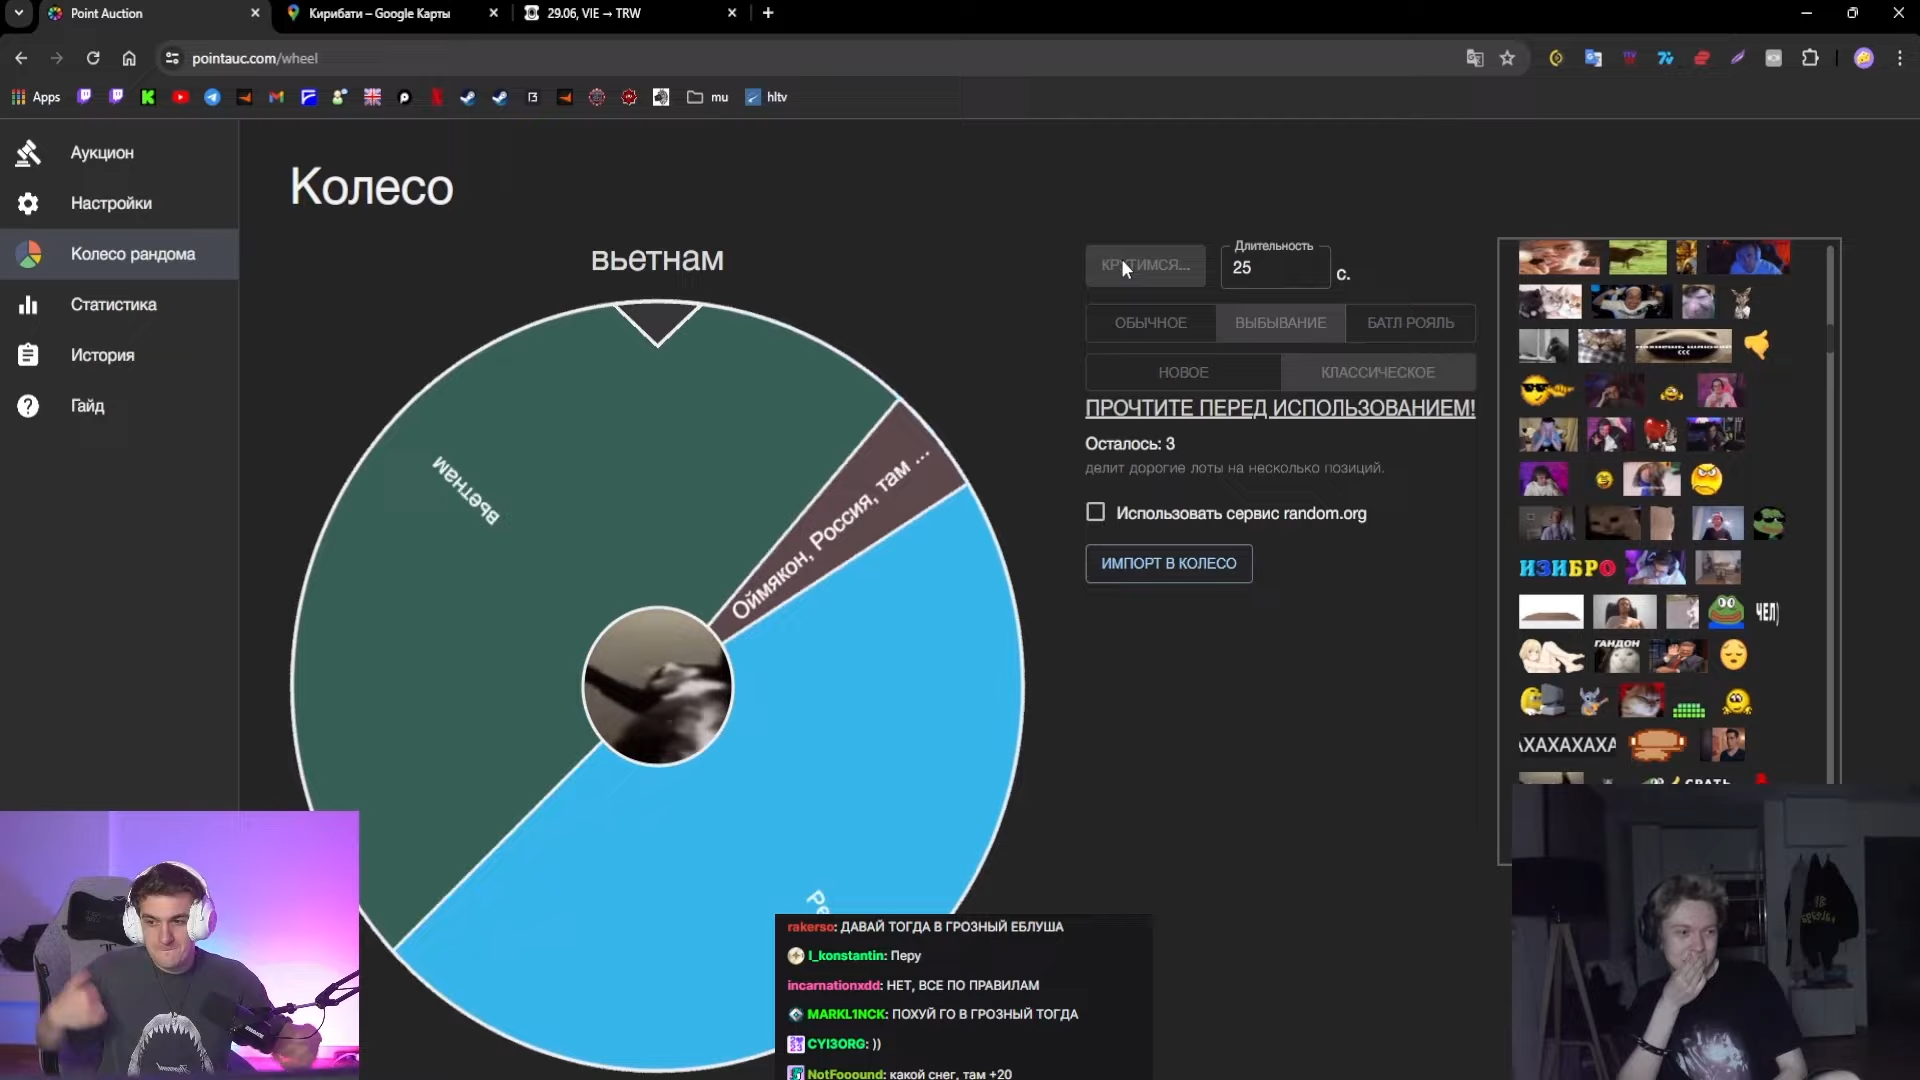 Point Auction
Кирибати – Google Карты
29.06, VIE → TRW
pointauc.com/wheel
Apps
mu
hltv
Аукцион
Настройки
Колесо рандома
Статистика
История
Гайд
Колесо
вьетнам
вьетнам
Оймякон, Россия, там ...
Ре
КРУТИМСЯ...
Длительность
25
с.
ОБЫЧНОЕ
ВЫБЫВАНИЕ
БАТЛ РОЯЛЬ
НОВОЕ
КЛАССИЧЕСКОЕ
ПРОЧТИТЕ ПЕРЕД ИСПОЛЬЗОВАНИЕМ!
Осталось: 3
делит дорогие лоты на несколько позиций.
Использовать сервис random.org
ИМПОРТ В КОЛЕСО
ИЗИБРО
ЧЕЛ)
ГАНДОН
АХАХАХАХА
СРАТЬ
rakerso: ДАВАЙ ТОГДА В ГРОЗНЫЙ ЕБЛУША
I_konstantin: Перу
incarnationxdd: НЕТ, ВСЕ ПО ПРАВИЛАМ
MARKL1NCK: ПОХУЙ ГО В ГРОЗНЫЙ ТОГДА
CYI3ORG: ))
NotFooound: какой снег, там +20